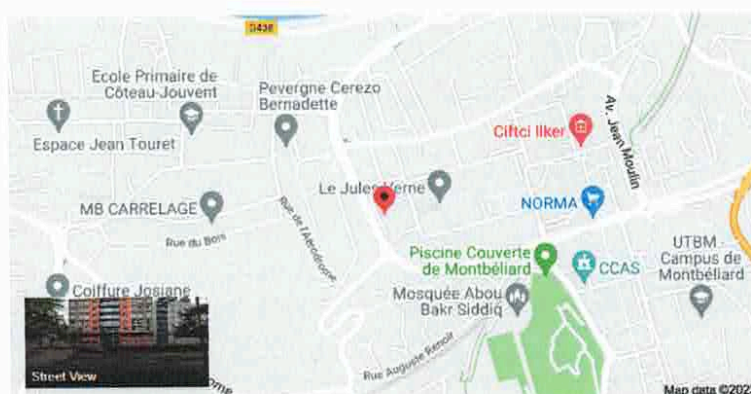 D438
Ecole Primaire de
Côteau-Jouvent
Pevergne Cerezo
Bernadette
Espace Jean Touret
Ciftci Ilker
Av. Jean Moulin
Le Jules Verne
MB CARRELAGE
NORMA
Rue du Bois
Rue de l'Aérodrome
Piscine Couverte
de Montbéliard
CCAS
UTBM -
Campus de
Montbéliard
Coiffure Josiane
Mosquée Abou
Bakr Siddiq
Rue Auguste Renoir
Street View
Map data ©2022